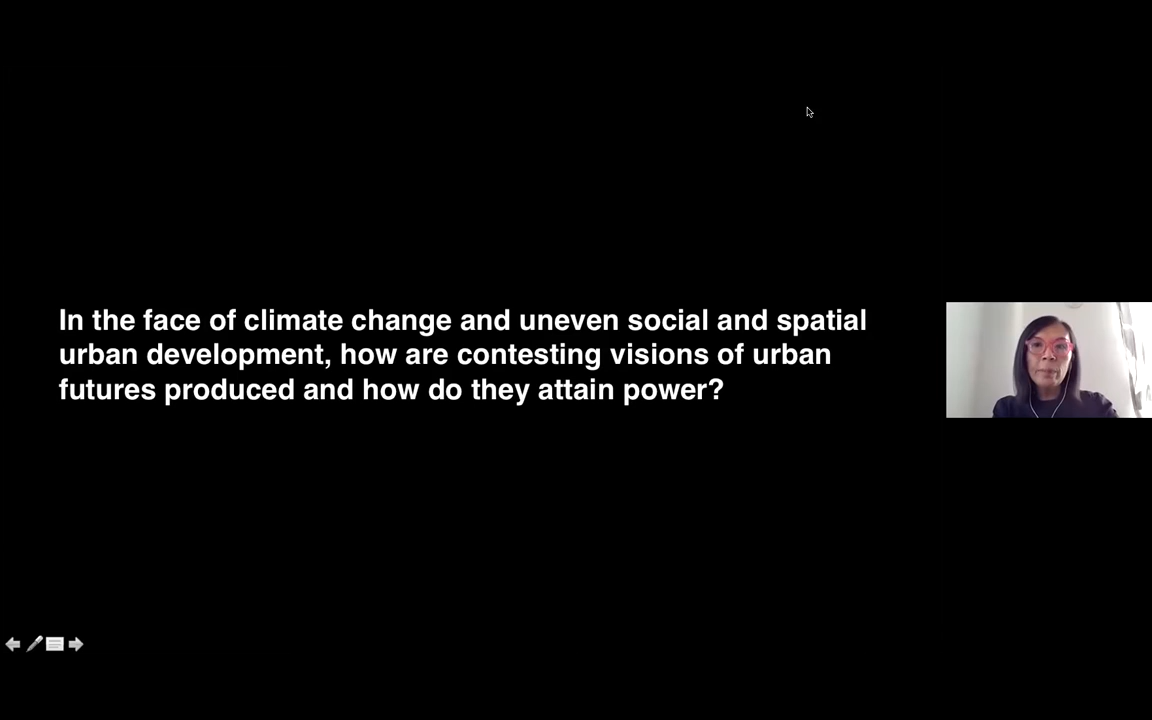 In the face of climate change and uneven social and spatial
urban development, how are contesting visions of urban
futures produced and how do they attain power?